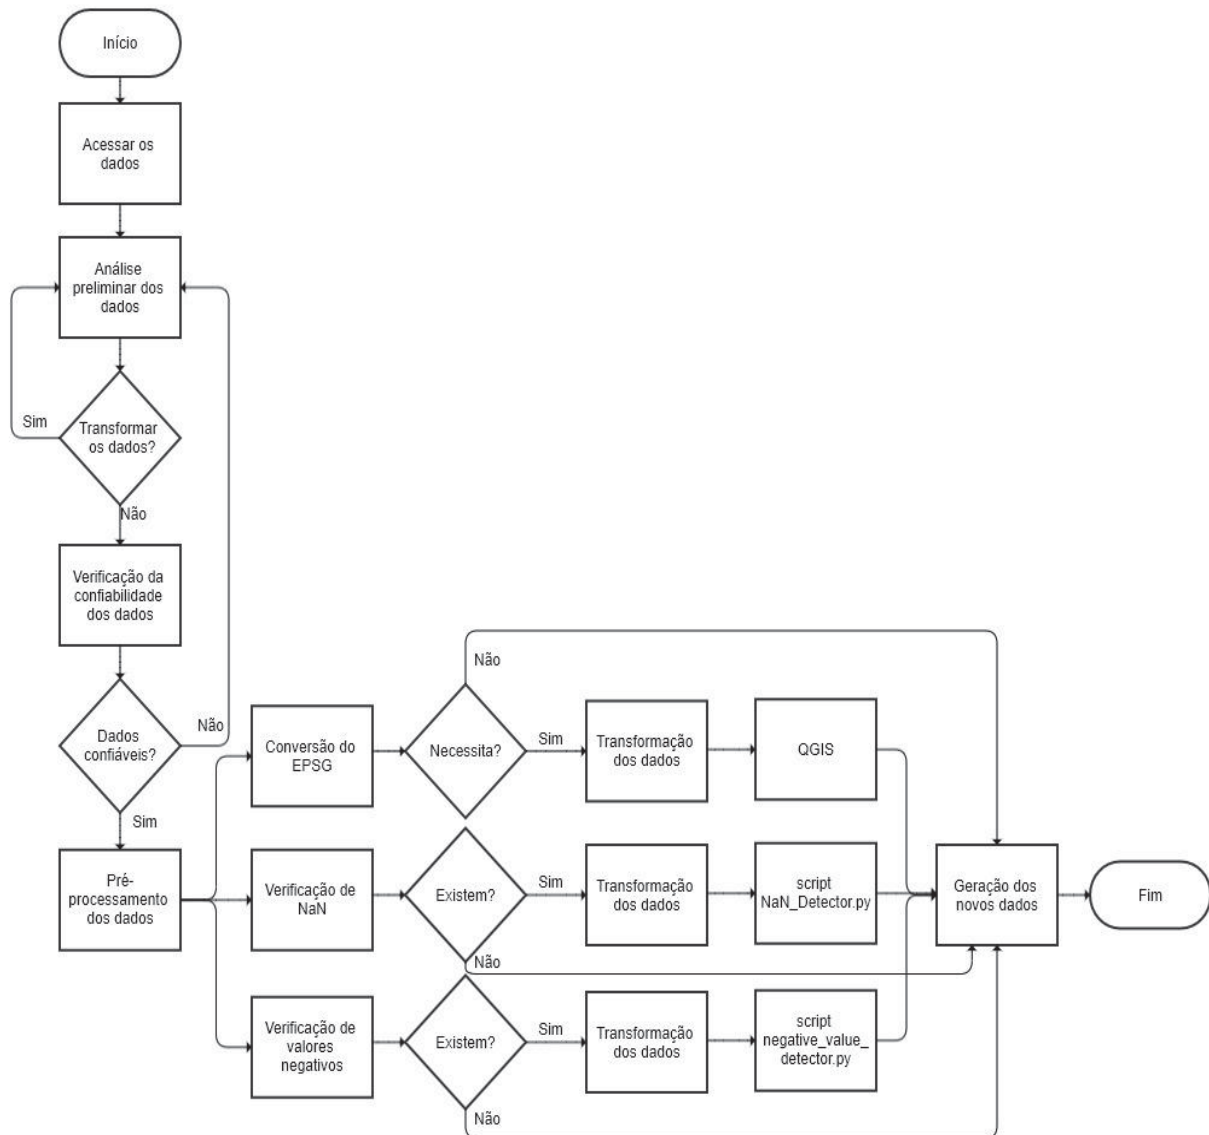 Início
Acessar os
dados
Análise
preliminar dos
dados
Sim
Transformar
os dados?
Não
Verificação da
confiabilidade
dos dados
Dados
confiáveis?
Não
Sim
Pré-
processamento
dos dados
Conversão do
EPSG
Necessita?
Não
Sim
Transformação
dos dados
QGIS
Verificação de
NaN
Existem?
Sim
Não
Transformação
dos dados
script
NaN_Detector.py
Verificação de
valores
negativos
Existem?
Sim
Não
Transformação
dos dados
script
negative_value_
detector.py
Geração dos
novos dados
Fim